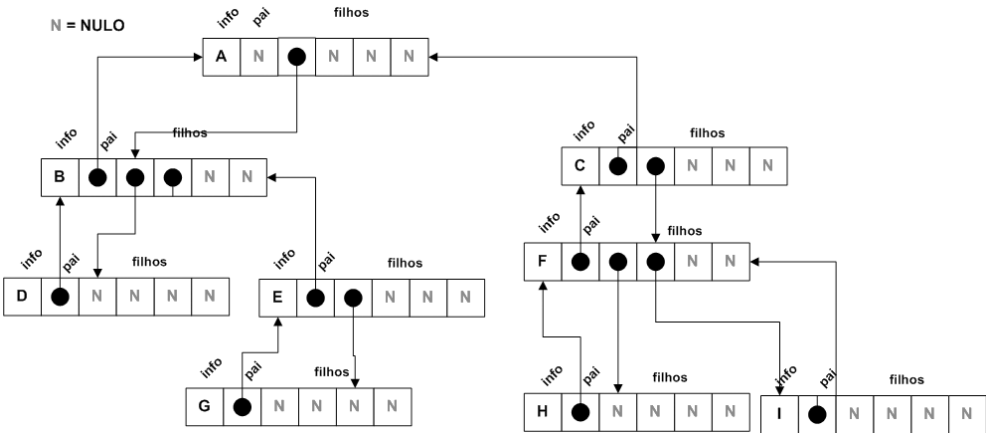 N = NULO
info pai filhos
A N N N N
info pai filhos
B N N
info pai filhos
C N N N
info pai filhos
D N N N N
info pai filhos
E N N N
info pai filhos
F N N
info pai filhos
G N N N N
info pai filhos
H N N N N
info pai filhos
I N N N N